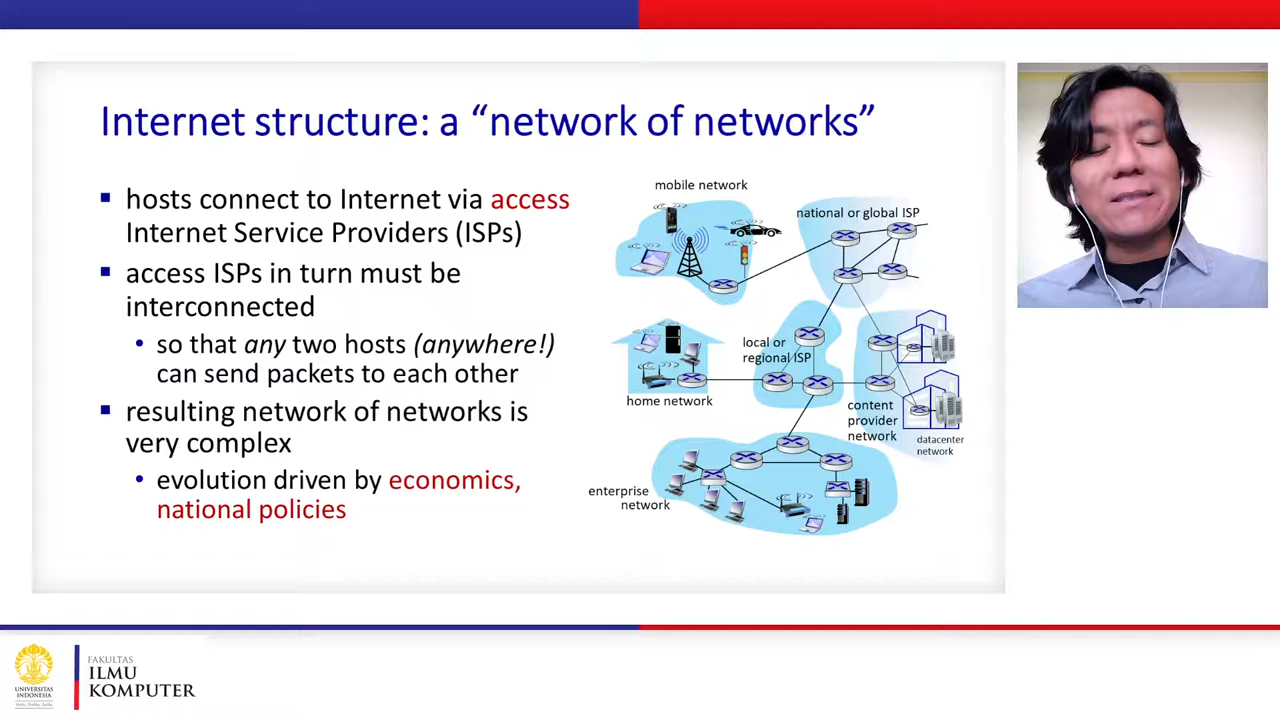 Internet structure: a “network of networks”
hosts connect to Internet via access
Internet Service Providers (ISPs)
access ISPs in turn must be
interconnected
so that any two hosts (anywhere!)
can send packets to each other
resulting network of networks is
very complex
evolution driven by economics,
national policies
mobile network
national or global ISP
local or
regional ISP
home network
content
provider
network
datacenter
network
enterprise
network
UNIVERSITAS
INDONESIA
FAKULTAS
ILMU
KOMPUTER